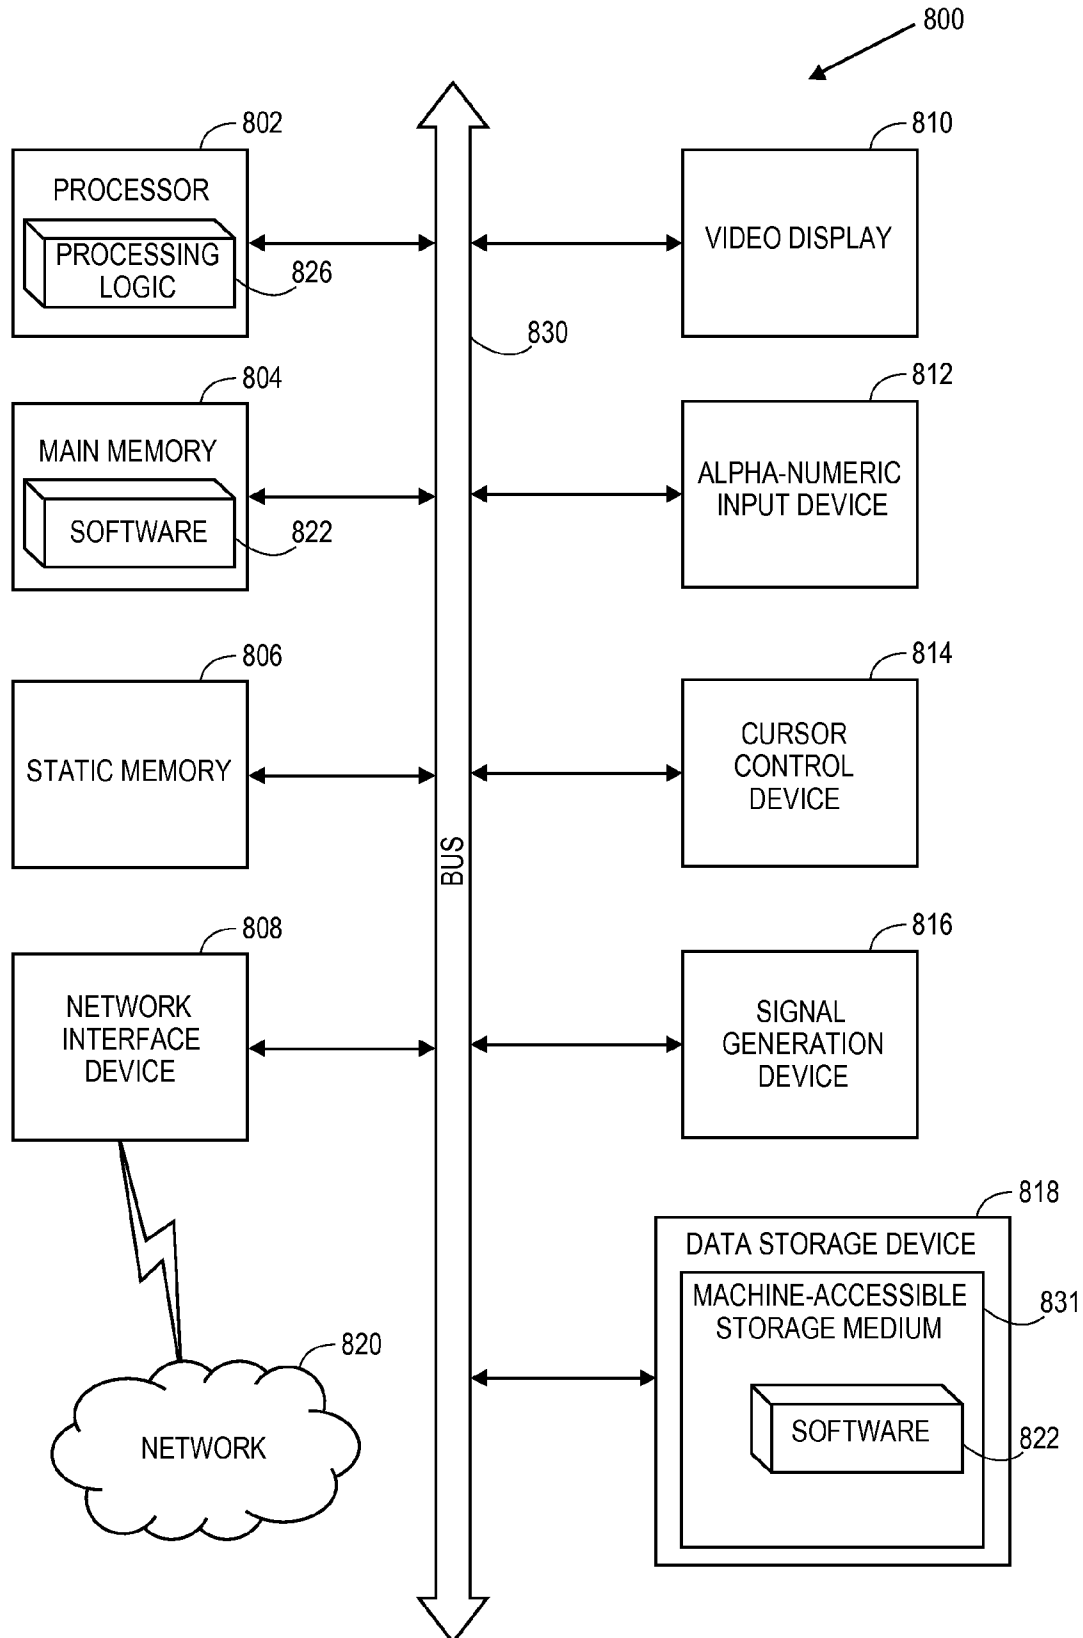 800
802
PROCESSOR
PROCESSING
LOGIC
826
810
VIDEO DISPLAY
830
804
MAIN MEMORY
SOFTWARE
822
812
ALPHA-NUMERIC
INPUT DEVICE
806
STATIC MEMORY
814
CURSOR
CONTROL
DEVICE
BUS
808
NETWORK
INTERFACE
DEVICE
816
SIGNAL
GENERATION
DEVICE
818
DATA STORAGE DEVICE
MACHINE-ACCESSIBLE
STORAGE MEDIUM
831
SOFTWARE
822
820
NETWORK